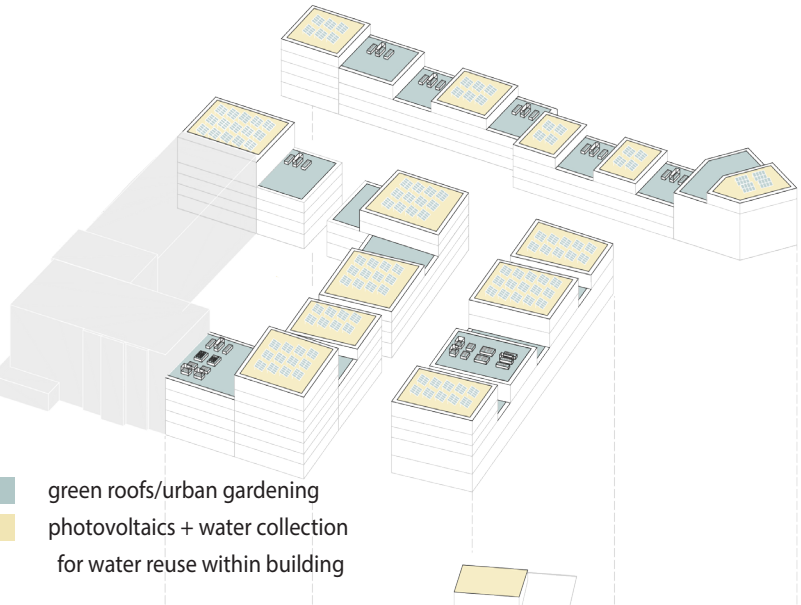 green roofs/urban gardening
photovoltaics + water collection
for water reuse within building